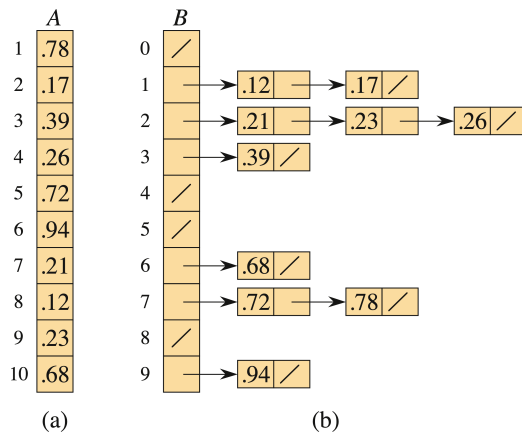 A B
1 .78 0
2 .17 1 .12 .17
3 .39 2 .21 .23 .26
4 .26 3 .39
5 .72 4
6 .94 5
7 .21 6 .68
8 .12 7 .72 .78
9 .23 8
10 .68 9 .94
(a) (b)